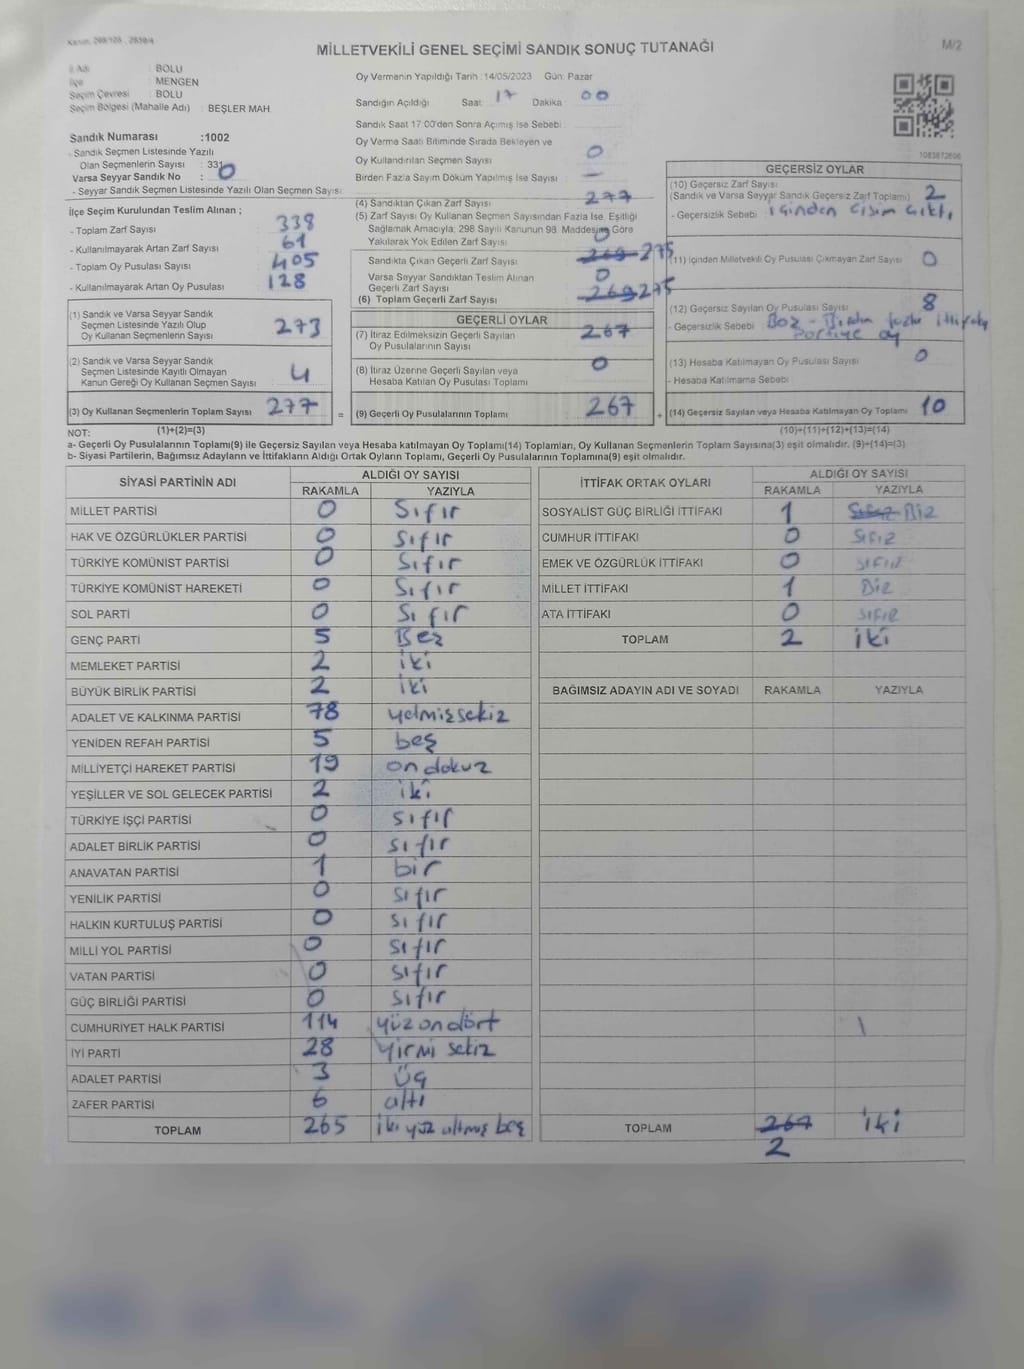 MİLLETVEKİLİ GENEL SEÇİMİ SANDIK SONUÇ TUTANAĞI
M/2
İl Adı : BOLU
İlçe : MENGEN
Seçim Çevresi : BOLU
Seçim Bölgesi (Mahalle Adı) : BEŞLER MAH
Sandık Numarası :1002
- Sandık Seçmen Listesinde Yazılı
Olan Seçmenlerin Sayısı : 331
Varsa Seyyar Sandık No : 0
- Seyyar Sandık Seçmen Listesinde Yazılı Olan Seçmen Sayısı:
Oy Vermenin Yapıldığı Tarih :14/05/2023 Gün: Pazar
Sandığın Açıldığı Saat: 17 Dakika : 00
Sandık Saat 17:00'den Sonra Açımış İse Sebebi:
Oy Verme Saati Bitiminde Sırada Bekleyen ve
Oy Kullandırılan Seçmen Sayısı 0
Birden Fazla Sayım Döküm Yapılmış İse Sayısı : —
İlçe Seçim Kurulundan Teslim Alınan ;
- Toplam Zarf Sayısı : 338
- Kullanılmayarak Artan Zarf Sayısı : 61
- Toplam Oy Pusulası Sayısı : 405
- Kullanılmayarak Artan Oy Pusulası : 128
(4) Sandıktan Çıkan Zarf Sayısı : 277
(5) Zarf Sayısı Oy Kullanan Seçmen Sayısından Fazla İse, Eşitliği
Sağlamak Amacıyla; 298 Sayılı Kanunun 98. Maddesine Göre
Yakılarak Yok Edilen Zarf Sayısı 0
Sandıkta Çıkan Geçerli Zarf Sayısı 269 275
Varsa Seyyar Sandıktan Teslim Alınan
Geçerli Zarf Sayısı 0
(6) Toplam Geçerli Zarf Sayısı 269 275
GEÇERSİZ OYLAR
(10) Geçersiz Zarf Sayısı
(Sandık ve Varsa Seyyar Sandık Geçersiz Zarf Toplamı) 2
- Geçersizlik Sebebi : içinden cisim çıktı
(11) İçinden Milletvekili Oy Pusulası Çıkmayan Zarf Sayısı 0
(12) Geçersiz Sayılan Oy Pusulası Sayısı 8
- Geçersizlik Sebebi Boz - Birden fazla ittifaka
partiye oy
(13) Hesaba Katılmayan Oy Pusulası Sayısı 0
- Hesaba Katılmama Sebebi
(14) Geçersiz Sayılan veya Hesaba Katılmayan Oy Toplamı 10
(10)+(11)+(12)+(13)=(14)
(1) Sandık ve Varsa Seyyar Sandık
Seçmen Listesinde Yazılı Olup
Oy Kullanan Seçmenlerin Sayısı : 273
(2) Sandık ve Varsa Seyyar Sandık
Seçmen Listesinde Kayıtlı Olmayan
Kanun Gereği Oy Kullanan Seçmen Sayısı : 4
(3) Oy Kullanan Seçmenlerin Toplam Sayısı : 277 =
GEÇERLİ OYLAR
(7) İtiraz Edilmeksizin Geçerli Sayılan
Oy Pusulalarının Sayısı 267
(8) İtiraz Üzerine Geçerli Sayılan veya
Hesaba Katılan Oy Pusulası Toplamı 0
(9) Geçerli Oy Pusulalarının Toplamı : 267 +
NOT: (1)+(2)=(3)
a- Geçerli Oy Pusulalarının Toplamı(9) ile Geçersiz Sayılan veya Hesaba katılmayan Oy Toplamı(14) Toplamları, Oy Kullanan Seçmenlerin Toplam Sayısına(3) eşit olmalıdır. (9)+(14)=(3)
b- Siyasi Partilerin, Bağımsız Adayların ve İttifakların Aldığı Ortak Oyların Toplamı, Geçerli Oy Pusulalarının Toplamına(9) eşit olmalıdır.
SİYASİ PARTİNİN ADI ALDIĞI OY SAYISI
RAKAMLA YAZIYLA
MİLLET PARTİSİ 0 Sıfır
HAK VE ÖZGÜRLÜKLER PARTİSİ 0 Sıfır
TÜRKİYE KOMÜNİST PARTİSİ 0 Sıfır
TÜRKİYE KOMÜNİST HAREKETİ 0 Sıfır
SOL PARTİ 0 Sıfır
GENÇ PARTİ 5 Beş
MEMLEKET PARTİSİ 2 iki
BÜYÜK BİRLİK PARTİSİ 2 iki
ADALET VE KALKINMA PARTİSİ 78 yetmişsekiz
YENİDEN REFAH PARTİSİ 5 beş
MİLLİYETÇİ HAREKET PARTİSİ 19 on dokuz
YEŞİLLER VE SOL GELECEK PARTİSİ 2 iki
TÜRKİYE İŞÇİ PARTİSİ 0 sıfır
ADALET BİRLİK PARTİSİ 0 sıfır
ANAVATAN PARTİSİ 1 bir
YENİLİK PARTİSİ 0 sıfır
HALKIN KURTULUŞ PARTİSİ 0 sıfır
MİLLİ YOL PARTİSİ 0 sıfır
VATAN PARTİSİ 0 sıfır
GÜÇ BİRLİĞİ PARTİSİ 0 sıfır
CUMHURİYET HALK PARTİSİ 114 yüz on dört
İYİ PARTİ 28 yirmi sekiz
ADALET PARTİSİ 3 üç
ZAFER PARTİSİ 6 altı
TOPLAM 265 iki yüz altmış beş
İTTİFAK ORTAK OYLARI ALDIĞI OY SAYISI
RAKAMLA YAZIYLA
SOSYALİST GÜÇ BİRLİĞİ İTTİFAKI 1 Sıfır Bir
CUMHUR İTTİFAKI 0 Sıfır
EMEK VE ÖZGÜRLÜK İTTİFAKI 0 Sıfır
MİLLET İTTİFAKI 1 Bir
ATA İTTİFAKI 0 Sıfır
TOPLAM 2 iki
BAĞIMSIZ ADAYIN ADI VE SOYADI RAKAMLA YAZIYLA
TOPLAM 267 iki
2